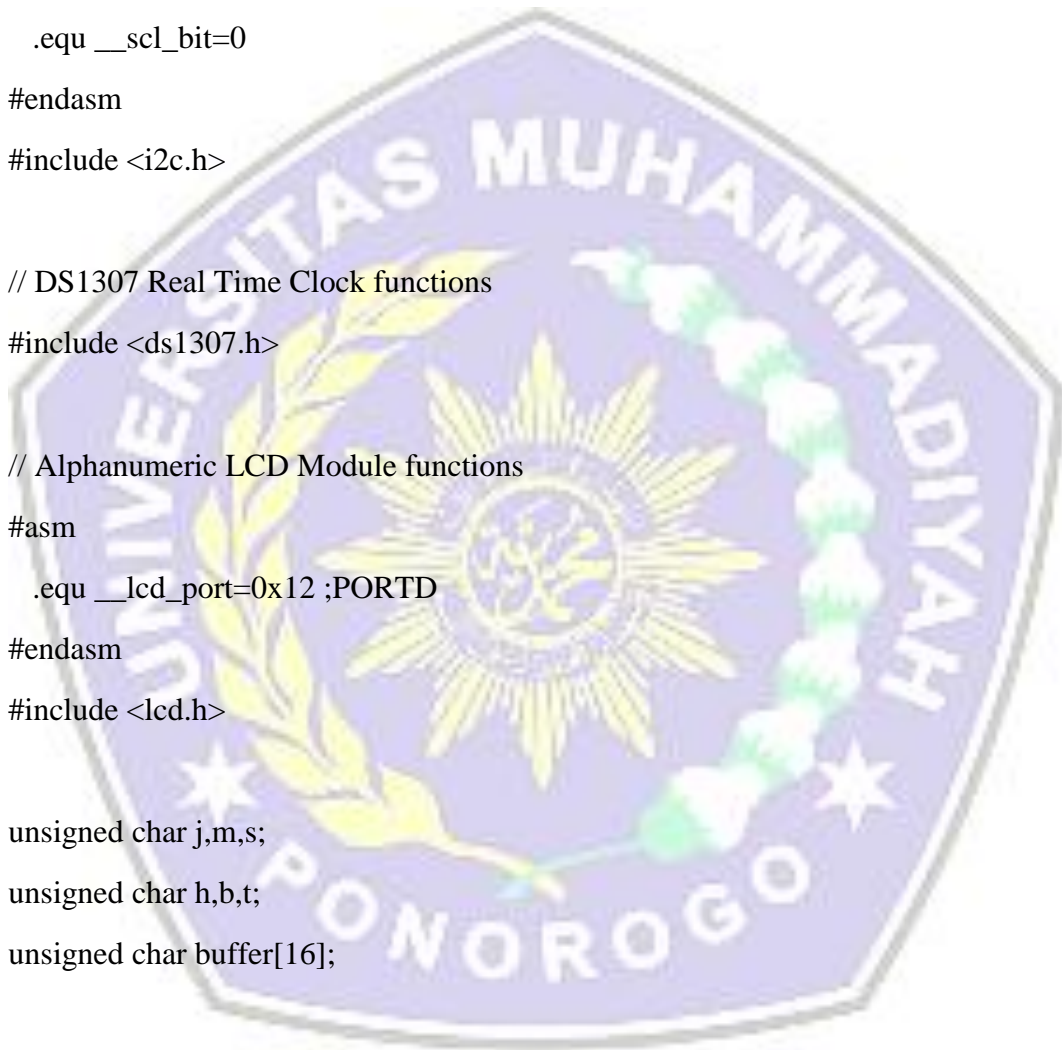 .equ __scl_bit=0
#endasm
#include <i2c.h>
// DS1307 Real Time Clock functions
#include <ds1307.h>
// Alphanumeric LCD Module functions
#asm
.equ __lcd_port=0x12 ;PORTD
#endasm
#include <lcd.h>
unsigned char j,m,s;
unsigned char h,b,t;
unsigned char buffer[16];
UNIVERSITAS MUHAMMADIYAH
PONOROGO